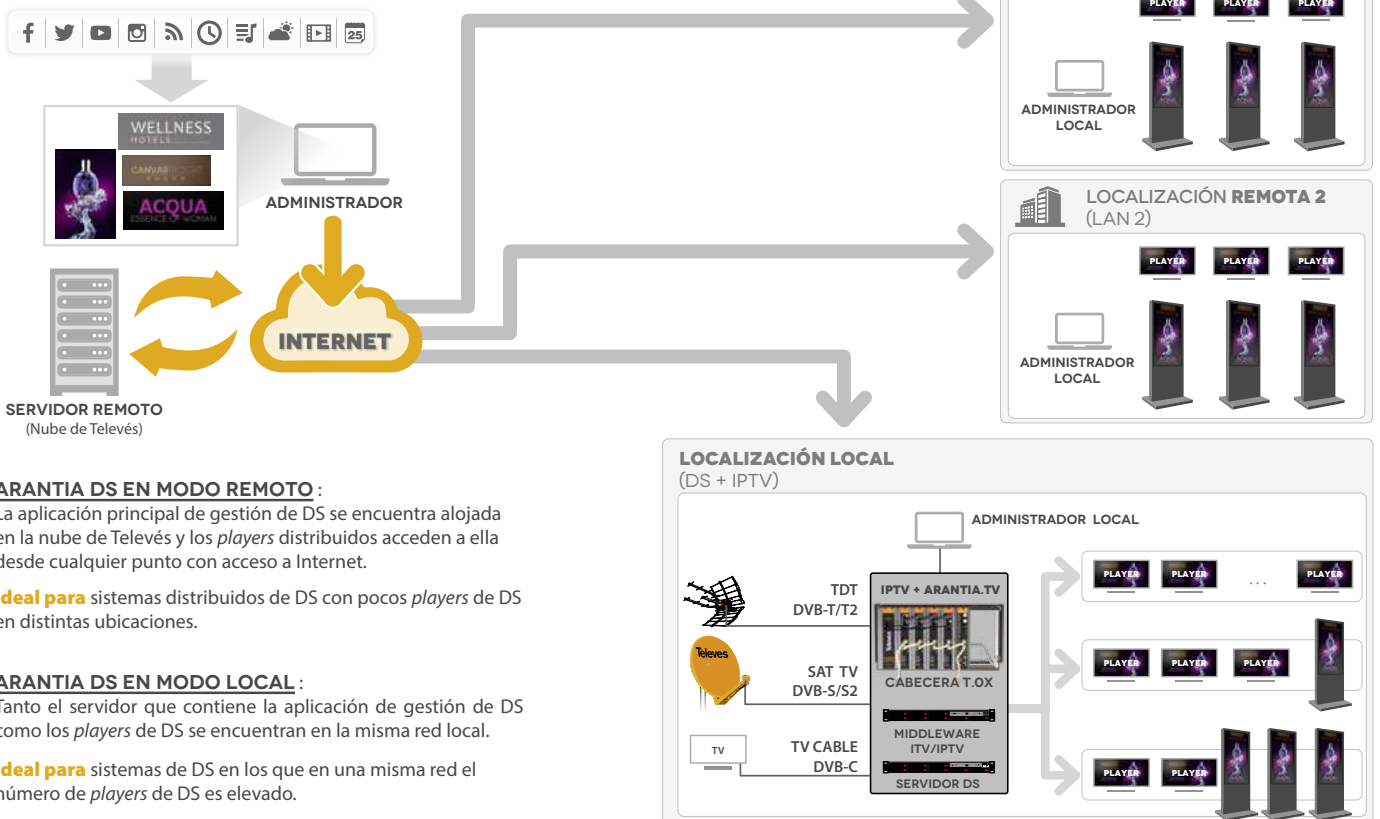 25
PLAYER PLAYER PLAYER
ADMINISTRADOR
LOCAL
WELLNESS
HOTELS
ACQUA
ESSENCE OF WOMAN
ADMINISTRADOR
LOCALIZACIÓN REMOTA 2
(LAN 2)
PLAYER PLAYER PLAYER
ADMINISTRADOR
LOCAL
INTERNET
SERVIDOR REMOTO
(Nube de Televés)
ARANTIA DS EN MODO REMOTO :
La aplicación principal de gestión de DS se encuentra alojada
en la nube de Televés y los players distribuidos acceden a ella
desde cualquier punto con acceso a Internet.
deal para sistemas distribuidos de DS con pocos players de DS
en distintas ubicaciones.
ARANTIA DS EN MODO LOCAL :
Tanto el servidor que contiene la aplicación de gestión de DS
como los players de DS se encuentran en la misma red local.
deal para sistemas de DS en los que en una misma red el
número de players de DS es elevado.
LOCALIZACIÓN LOCAL
(DS + IPTV)
ADMINISTRADOR LOCAL
TDT
DVB-T/T2
Televes
SAT TV
DVB-S/S2
TV
TV CABLE
DVB-C
IPTV + ARANTIA.TV
CABECERA T.OX
MIDDLEWARE
ITV/IPTV
SERVIDOR DS
PLAYER PLAYER ... PLAYER
PLAYER PLAYER PLAYER
PLAYER PLAYER